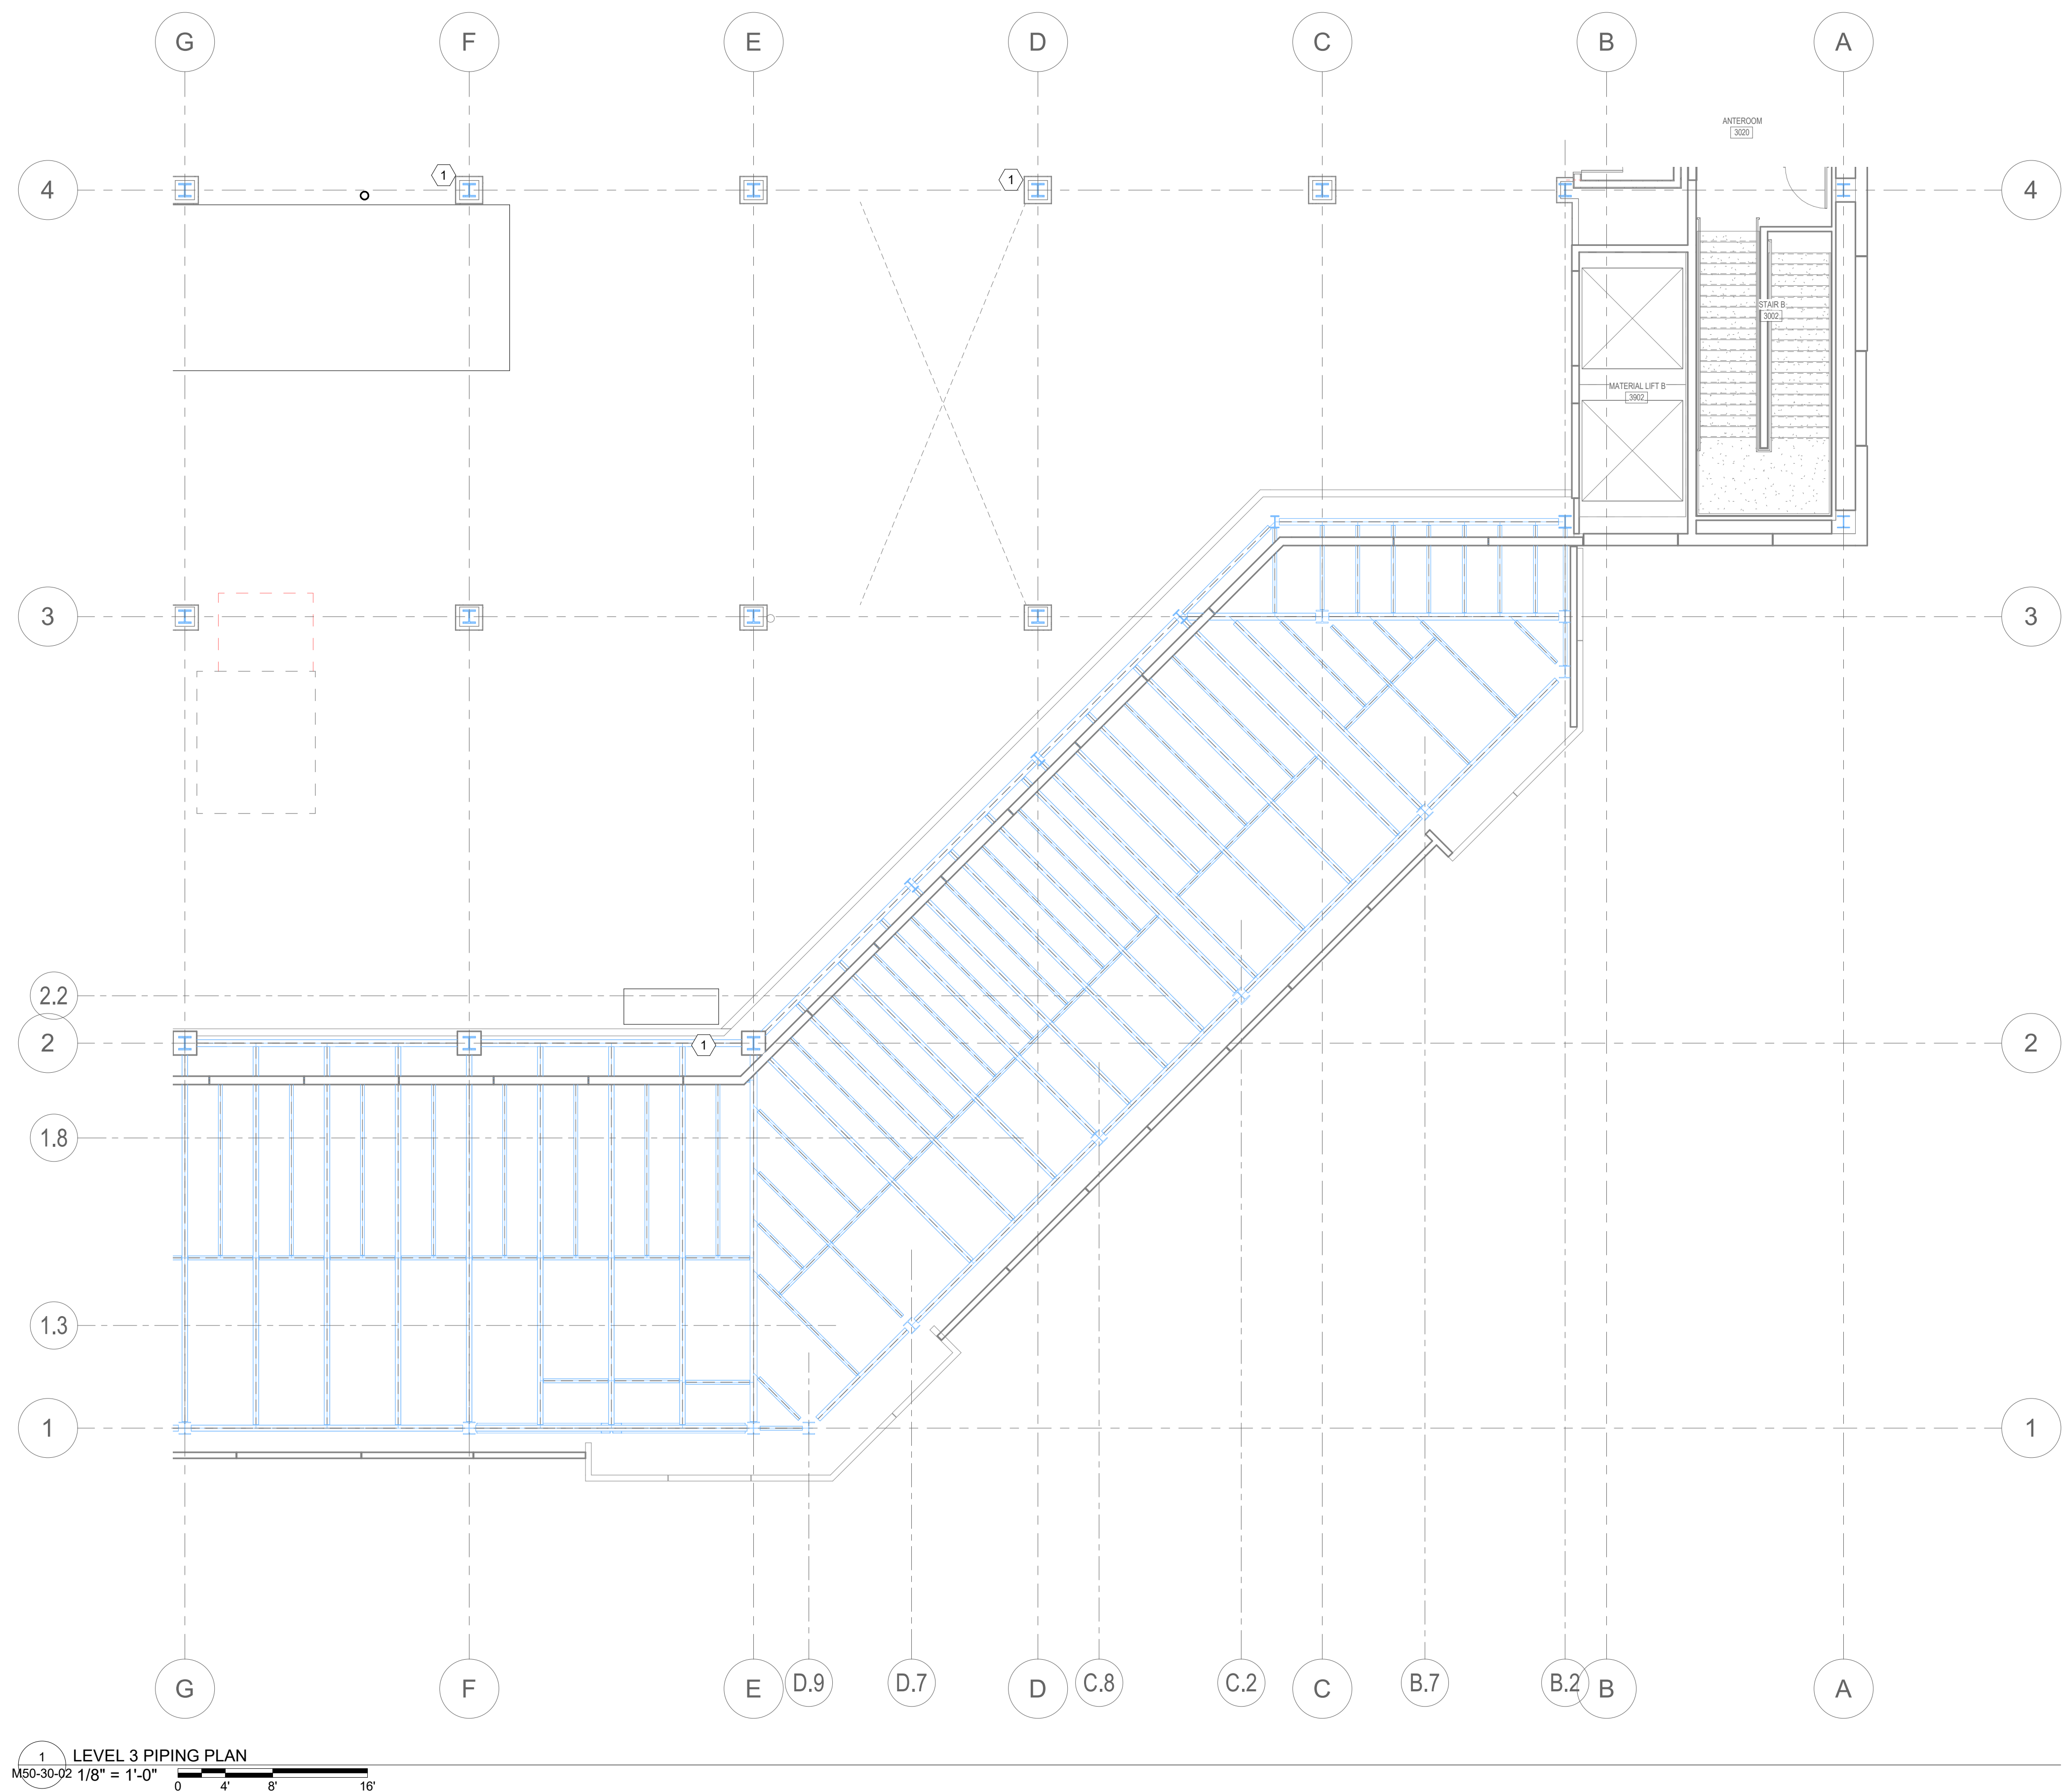 G F E D C B A
ANTEROOM
3020
4 1 1 4
STAIR B
3002
MATERIAL LIFT B
3902
3 3
2.2
2 1 2
1.8
1.3
1 1
G F E D.9 D.7 D C.8 C.2 C B.7 B.2 B A
1 LEVEL 3 PIPING PLAN
M50-30-02 1/8" = 1'-0"
0 4' 8' 16'